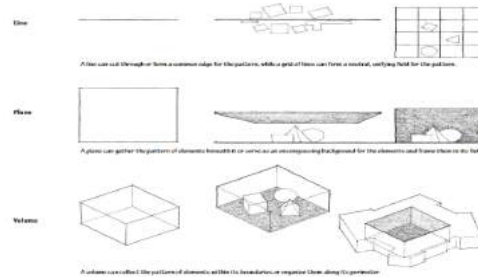 Line
A line can cut through or form a common edge for the pattern, while a grid of lines can form a neutral, unifying field for the pattern.
Plane
A plane can gather the pattern of elements beneath it or serve as an encompassing background for the elements and frame them in its
Volume
A volume can collect the pattern of elements within its boundaries or organize them along its perimeter.